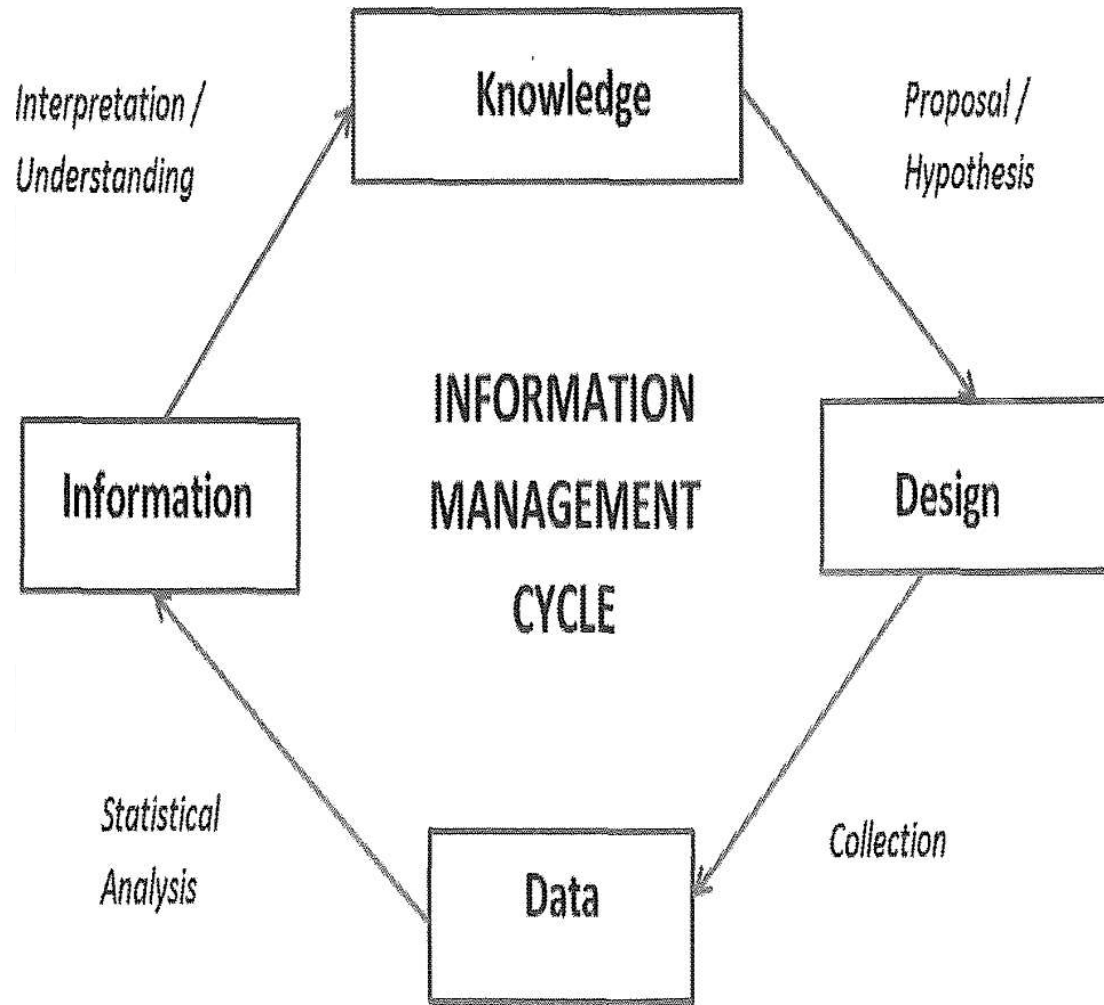 Knowledge
Interpretation /
Understanding
Proposal /
Hypothesis
INFORMATION
MANAGEMENT
CYCLE
Information
Design
Statistical
Analysis
Collection
Data